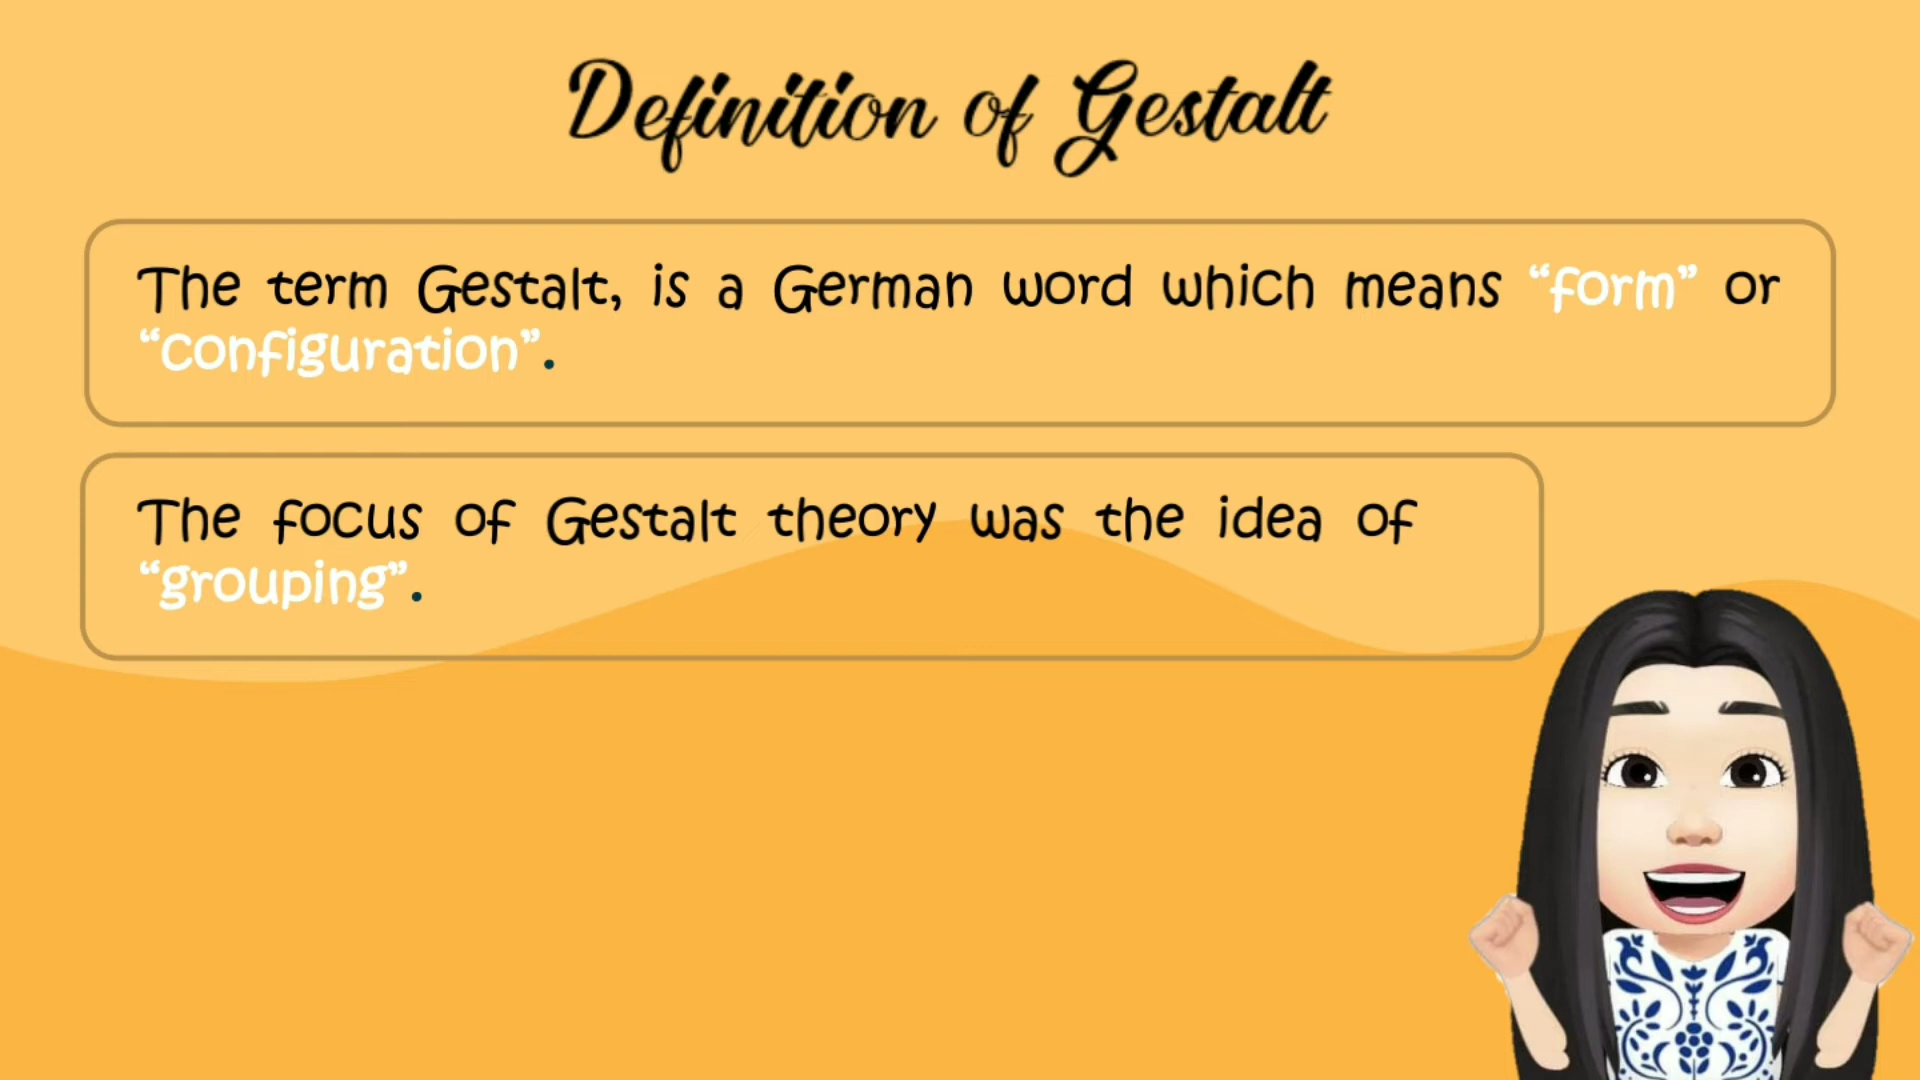 Definition of Gestalt
The term Gestalt, is a German word which means “form” or
“configuration”.
The focus of Gestalt theory was the idea of
“grouping”.